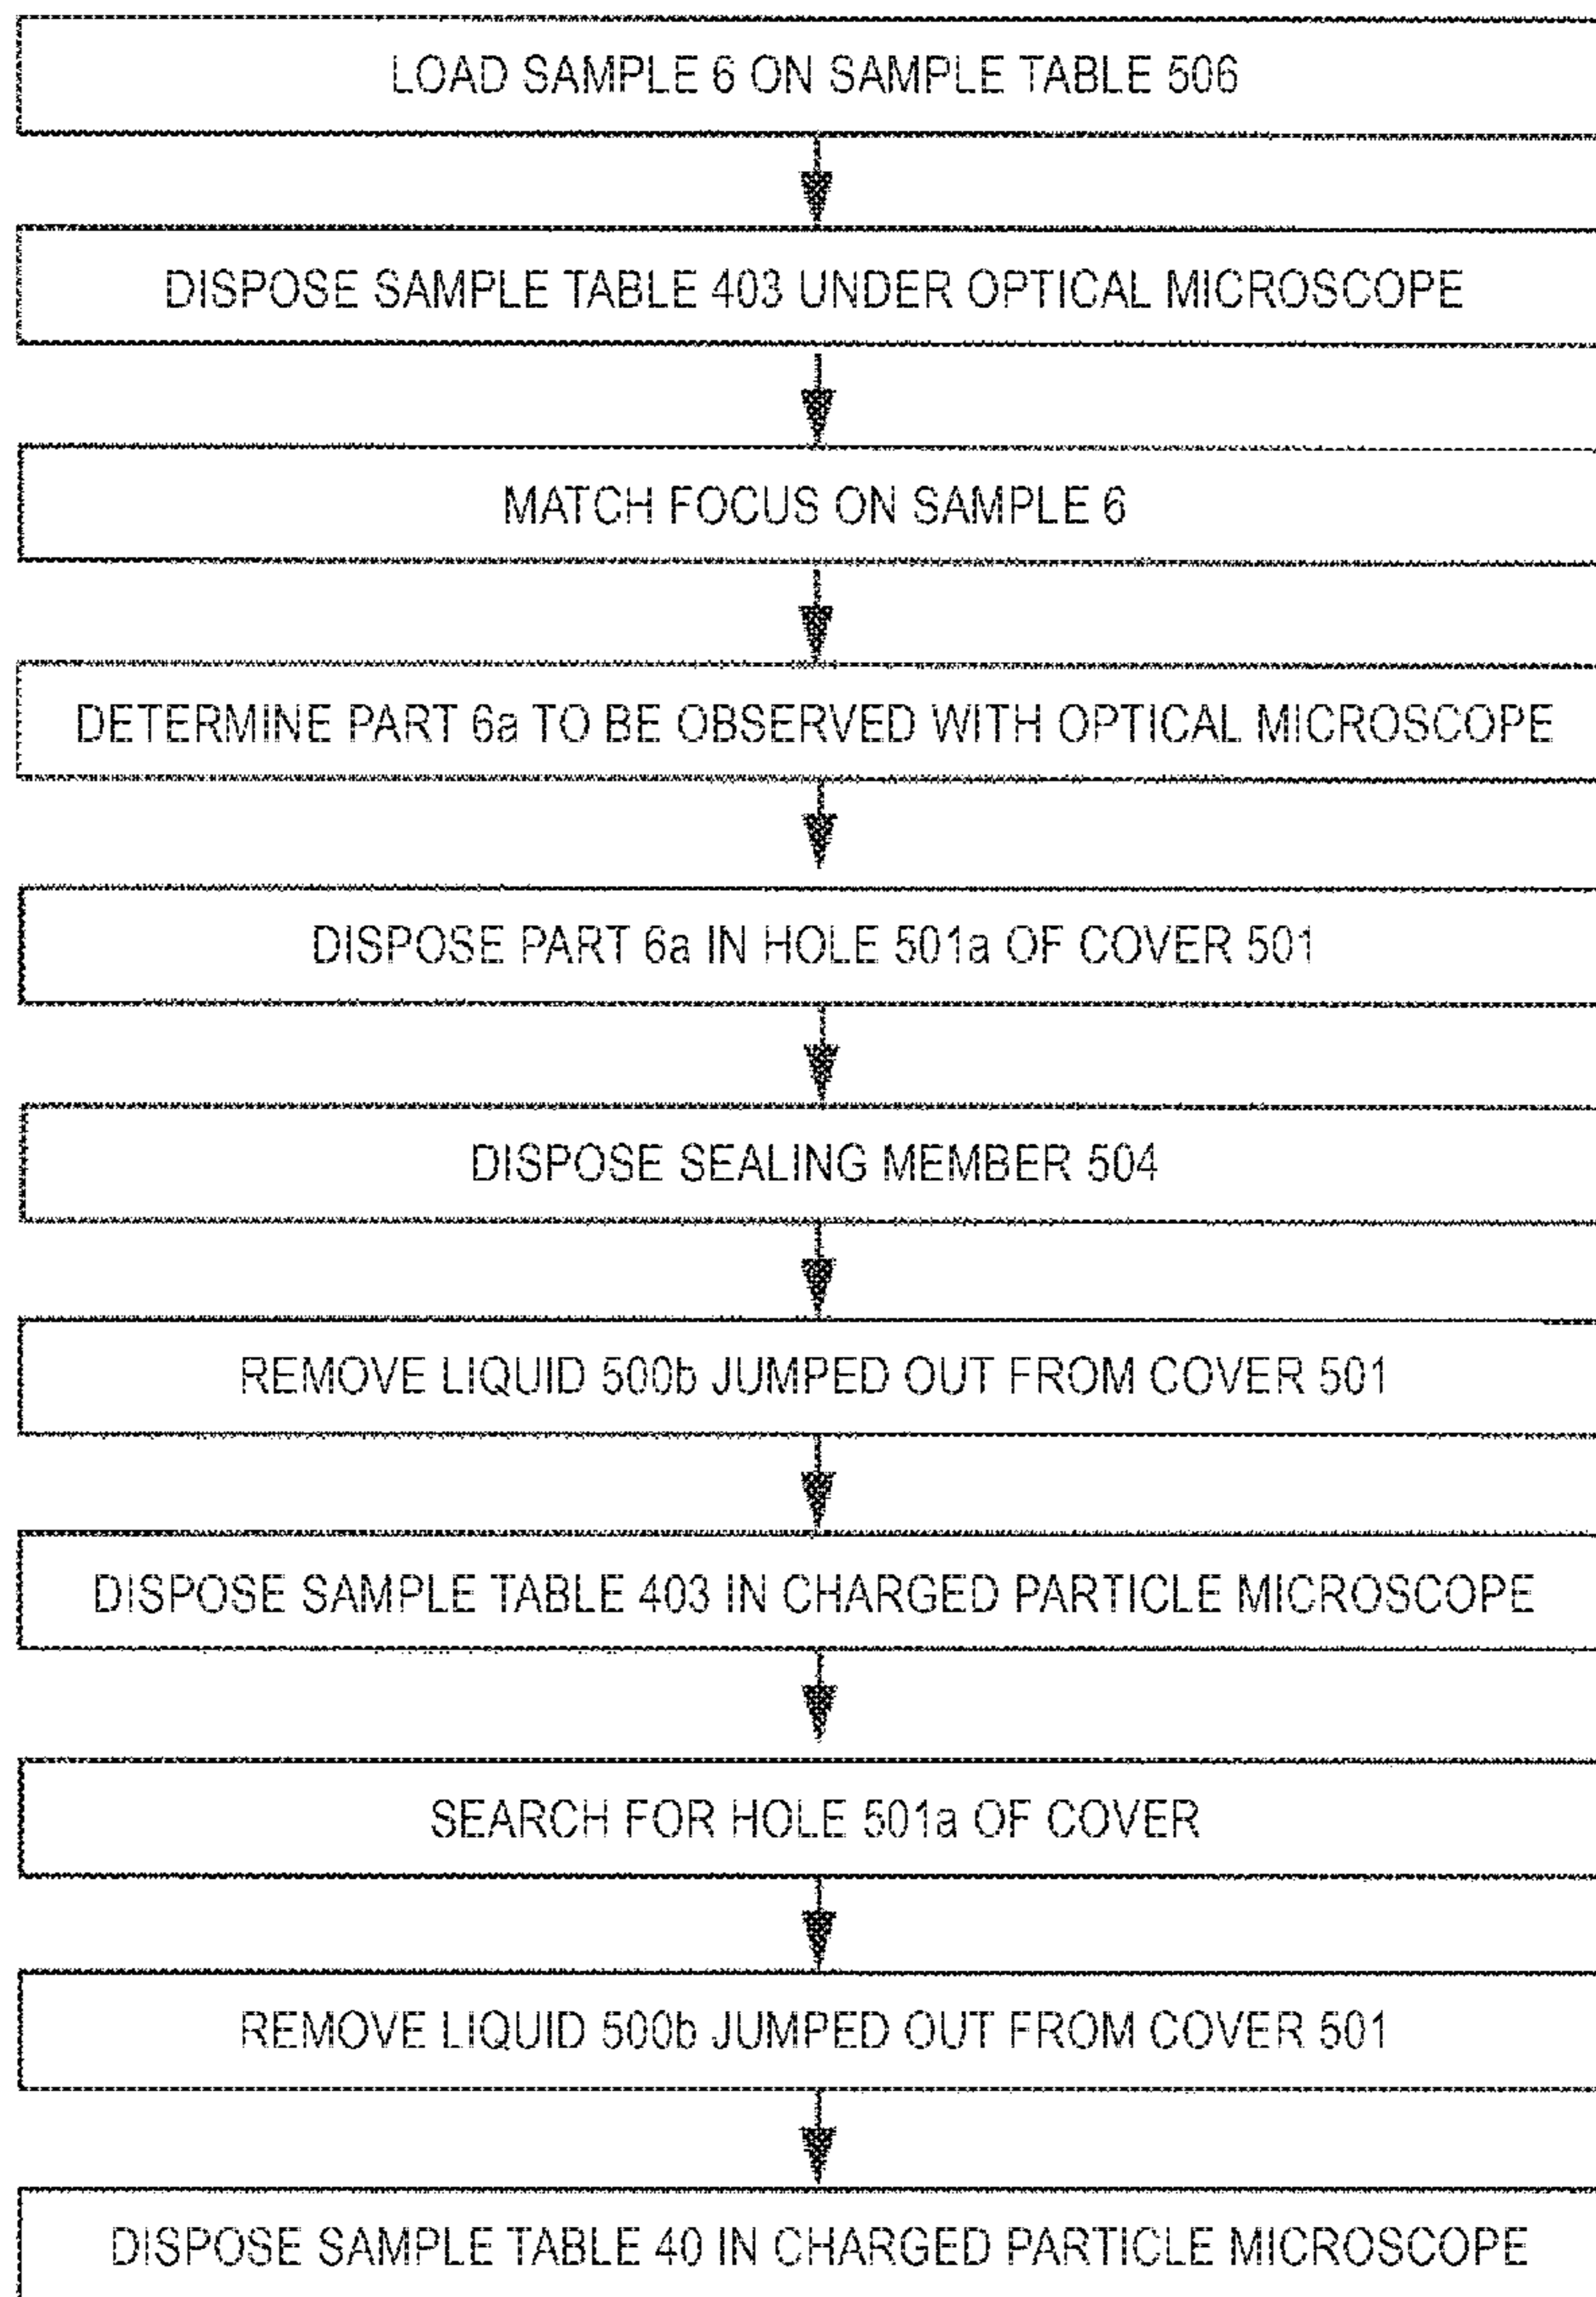 LOAD SAMPLE 6 ON SAMPLE TABLE 506
DISPOSE SAMPLE TABLE 403 UNDER OPTICAL MICROSCOPE
MATCH FOCUS ON SAMPLE 6
DETERMINE PART 6a TO BE OBSERVED WITH OPTICAL MICROSCOPE
DISPOSE PART 6a IN HOLE 501a OF COVER 501
DISPOSE SEALING MEMBER 504
REMOVE LIQUID 500b JUMPED OUT FROM COVER 501
DISPOSE SAMPLE TABLE 403 IN CHARGED PARTICLE MICROSCOPE
SEARCH FOR HOLE 501a OF COVER
REMOVE LIQUID 500b JUMPED OUT FROM COVER 501
DISPOSE SAMPLE TABLE 40 IN CHARGED PARTICLE MICROSCOPE